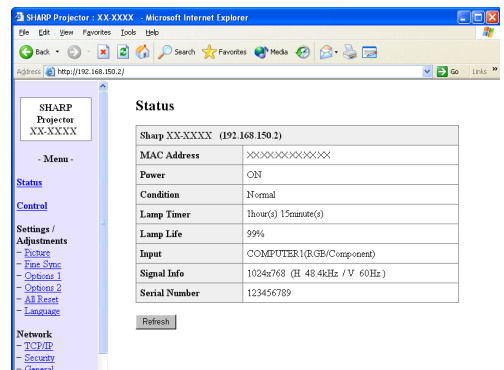 SHARP Projector : XX-XXXX - Microsoft Internet Explorer
File Edit View Favorites Tools Help
Back Search Favorites Media
Address http://192.168.150.2/ Go Links »
SHARP
Projector
XX-XXXX
- Menu -
Status
Control
Settings /
Adjustments
– Picture
– Fine Sync
– Options 1
– Options 2
– All Reset
– Language
Network
– TCP/IP
– Security
– General
Status
Sharp XX-XXXX (192.168.150.2)
MAC Address XXXXXXXXXXXX
Power ON
Condition Normal
Lamp Timer 1hour(s) 15minute(s)
Lamp Life 99%
Input COMPUTER1(RGB/Component)
Signal Info 1024x768 (H 48.4kHz / V 60Hz )
Serial Number 123456789
Refresh